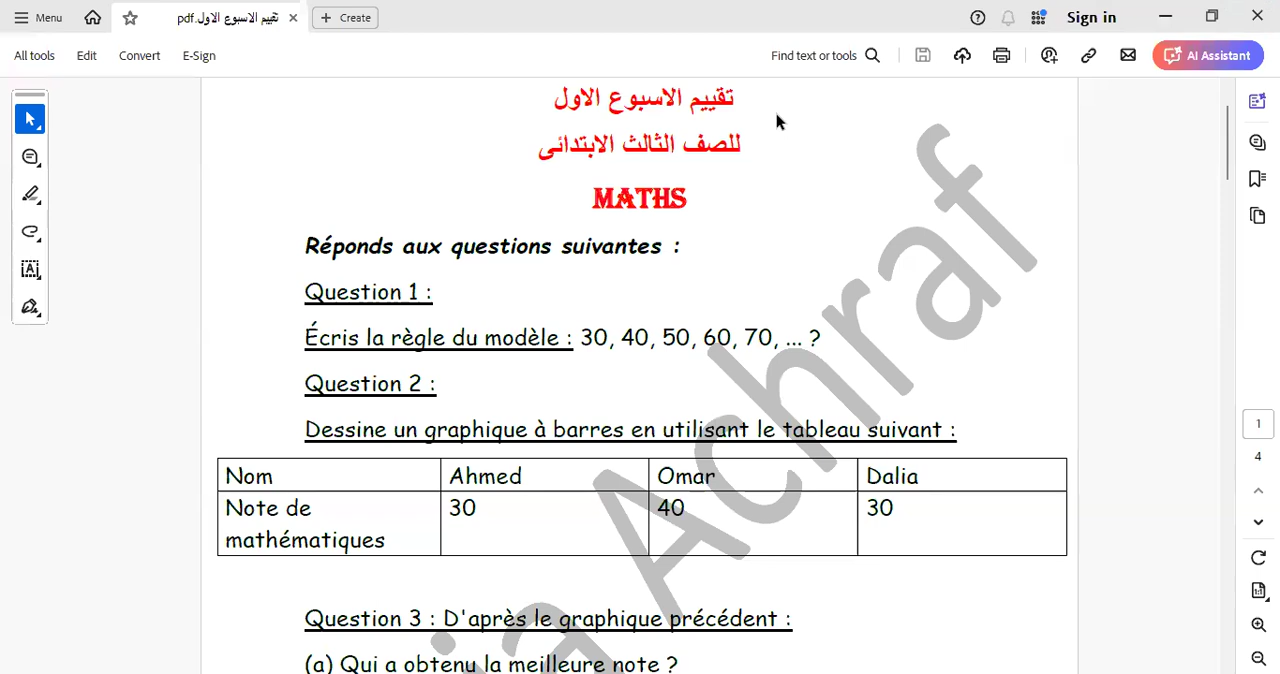 Menu
تقييم الاسبوع الاول.pdf
Create
Sign in
All tools Edit Convert E-Sign
Find text or tools
AI Assistant
تقييم الاسبوع الاول
للصف الثالث الابتدائى
MATHS
Réponds aux questions suivantes :
Question 1 :
Écris la règle du modèle : 30, 40, 50, 60, 70, ... ?
Question 2 :
Dessine un graphique à barres en utilisant le tableau suivant :
Nom Ahmed Omar Dalia
Note de mathématiques 30 40 30
Question 3 : D'après le graphique précédent :
(a) Qui a obtenu la meilleure note ?
Achraf
1
4